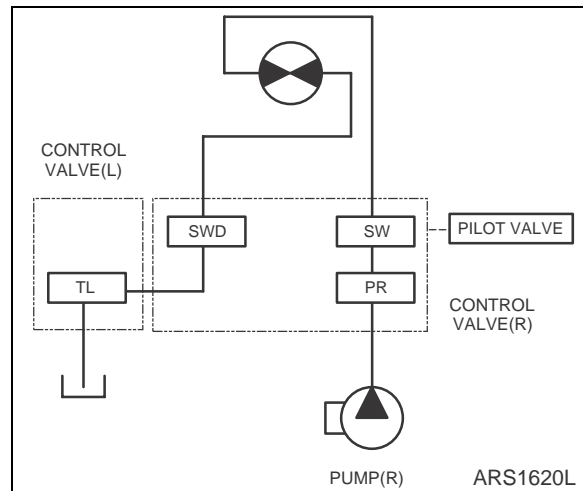 CONTROL
VALVE(L)
SWD
SW
PILOT VALVE
TL
PR
CONTROL
VALVE(R)
PUMP(R)
ARS1620L